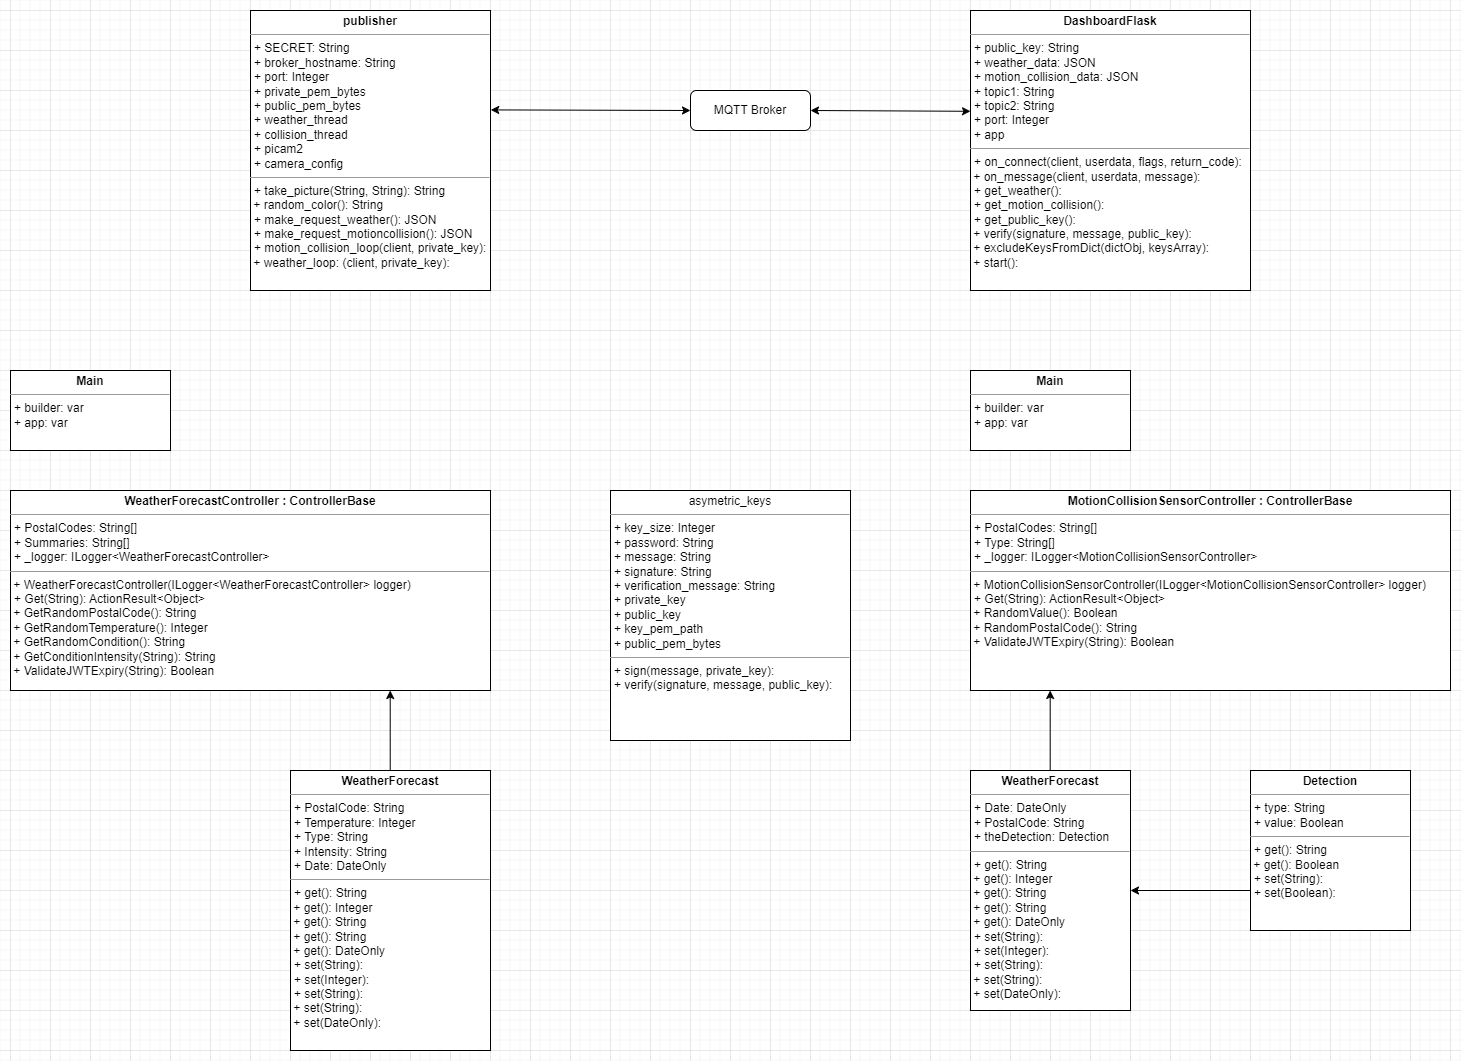 publisher
+ SECRET: String
+ broker_hostname: String
+ port: Integer
+ private_pem_bytes
+ public_pem_bytes
+ weather_thread
+ collision_thread
+ picam2
+ camera_config
+ take_picture(String, String): String
+ random_color(): String
+ make_request_weather(): JSON
+ make_request_motioncollision(): JSON
+ motion_collision_loop(client, private_key):
+ weather_loop: (client, private_key):
MQTT Broker
DashboardFlask
+ public_key: String
+ weather_data: JSON
+ motion_collision_data: JSON
+ topic1: String
+ topic2: String
+ port: Integer
+ app
+ on_connect(client, userdata, flags, return_code):
+ on_message(client, userdata, message):
+ get_weather():
+ get_motion_collision():
+ get_public_key():
+ verify(signature, message, public_key):
+ excludeKeysFromDict(dictObj, keysArray):
+ start():
Main
+ builder: var
+ app: var
Main
+ builder: var
+ app: var
WeatherForecastController : ControllerBase
+ PostalCodes: String[]
+ Summaries: String[]
+ _logger: ILogger<WeatherForecastController>
+ WeatherForecastController(ILogger<WeatherForecastController> logger)
+ Get(String): ActionResult<Object>
+ GetRandomPostalCode(): String
+ GetRandomTemperature(): Integer
+ GetRandomCondition(): String
+ GetConditionIntensity(String): String
+ ValidateJWTExpiry(String): Boolean
asymetric_keys
+ key_size: Integer
+ password: String
+ message: String
+ signature: String
+ verification_message: String
+ private_key
+ public_key
+ key_pem_path
+ public_pem_bytes
+ sign(message, private_key):
+ verify(signature, message, public_key):
MotionCollisionSensorController : ControllerBase
+ PostalCodes: String[]
+ Type: String[]
+ _logger: ILogger<MotionCollisionSensorController>
+ MotionCollisionSensorController(ILogger<MotionCollisionSensorController> logger)
+ Get(String): ActionResult<Object>
+ RandomValue(): Boolean
+ RandomPostalCode(): String
+ ValidateJWTExpiry(String): Boolean
WeatherForecast
+ PostalCode: String
+ Temperature: Integer
+ Type: String
+ Intensity: String
+ Date: DateOnly
+ get(): String
+ get(): Integer
+ get(): String
+ get(): String
+ get(): DateOnly
+ set(String):
+ set(Integer):
+ set(String):
+ set(String):
+ set(DateOnly):
WeatherForecast
+ Date: DateOnly
+ PostalCode: String
+ theDetection: Detection
+ get(): String
+ get(): Integer
+ get(): String
+ get(): String
+ get(): DateOnly
+ set(String):
+ set(Integer):
+ set(String):
+ set(String):
+ set(DateOnly):
Detection
+ type: String
+ value: Boolean
+ get(): String
+ get(): Boolean
+ set(String):
+ set(Boolean):